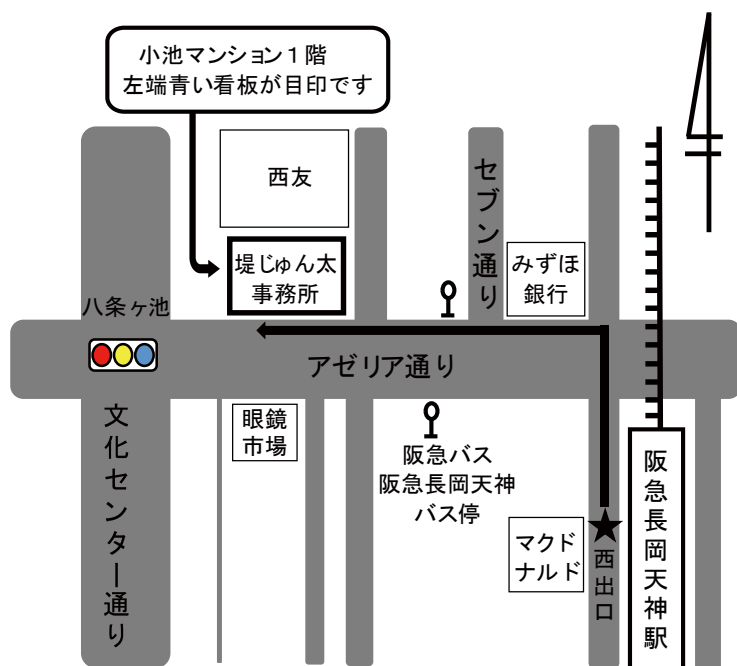 小池マンション１階
左端青い看板が目印です
西友
セブン通り
堤じゅん太
事務所
みずほ
銀行
八条ヶ池
アゼリア通り
文化センター通り
眼鏡
市場
阪急バス
阪急長岡天神
バス停
マクド
ナルド
西出口
阪急長岡天神駅